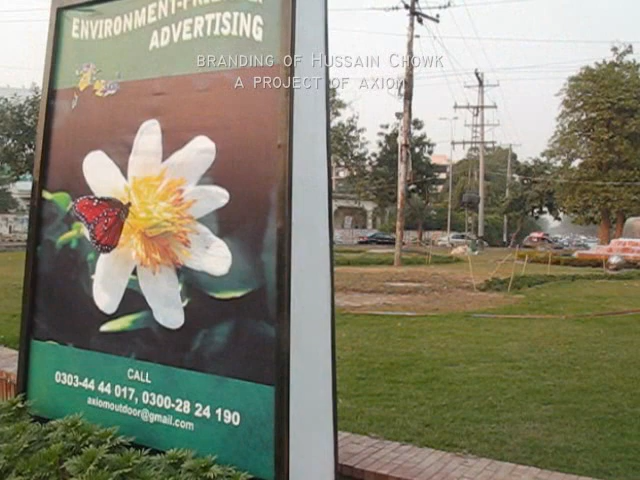 ENVIRONMENT-FRIENDLY
ADVERTISING
BRANDING OF HUSSAIN CHOWK
A PROJECT OF AXIOM
CALL
0303-44 44 017, 0300-28 24 190
axiomoutdoor@gmail.com